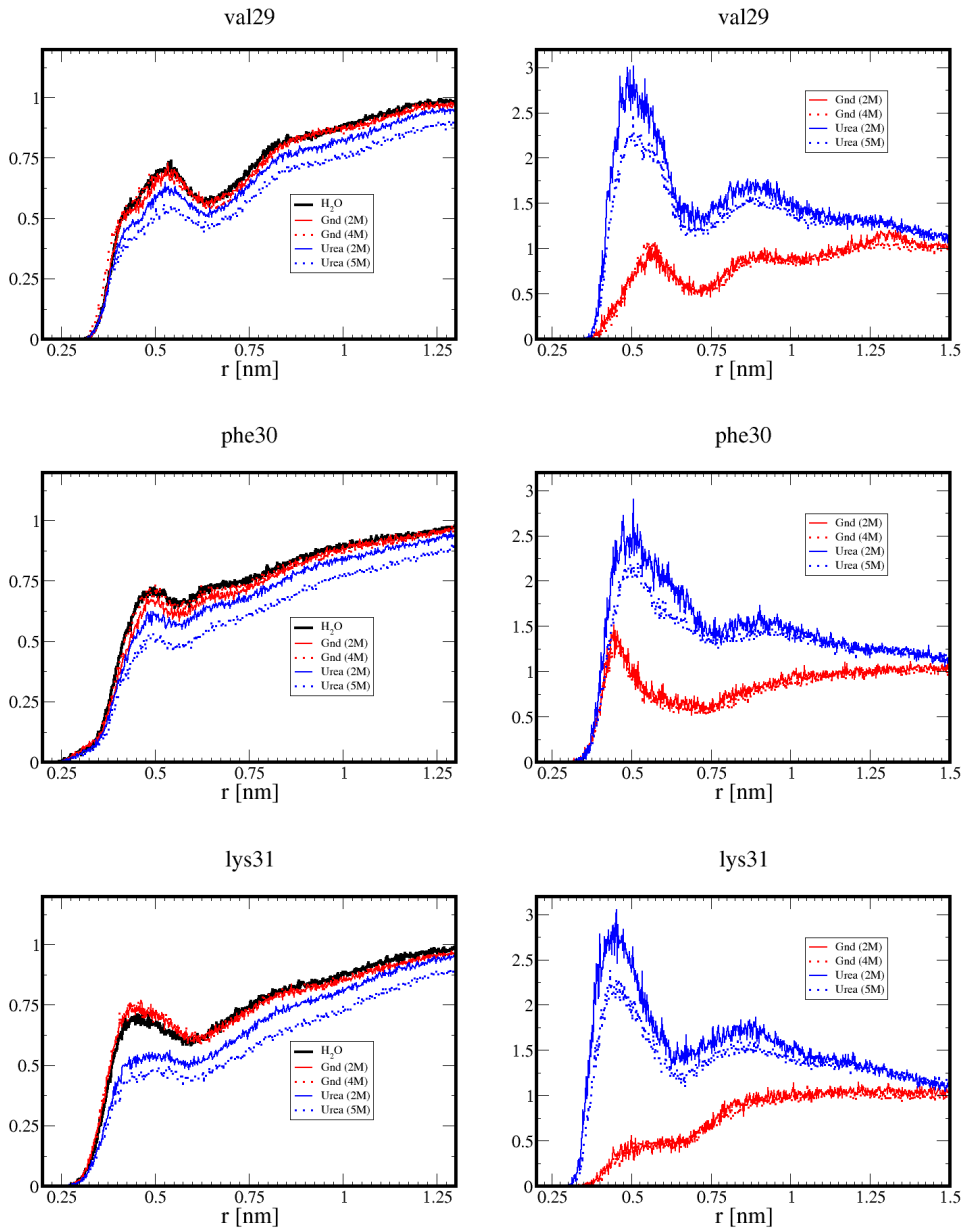 val29
1
0.75
0.5
0.25
0
0.25 0.5 0.75 1 1.25
r [nm]
H2O
Gnd (2M)
Gnd (4M)
Urea (2M)
Urea (5M)
val29
3
2.5
2
1.5
1
0.5
0
0.25 0.5 0.75 1 1.25 1.5
r [nm]
Gnd (2M)
Gnd (4M)
Urea (2M)
Urea (5M)
phe30
1
0.75
0.5
0.25
0
0.25 0.5 0.75 1 1.25
r [nm]
H2O
Gnd (2M)
Gnd (4M)
Urea (2M)
Urea (5M)
phe30
3
2.5
2
1.5
1
0.5
0
0.25 0.5 0.75 1 1.25 1.5
r [nm]
Gnd (2M)
Gnd (4M)
Urea (2M)
Urea (5M)
lys31
1
0.75
0.5
0.25
0
0.25 0.5 0.75 1 1.25
r [nm]
H2O
Gnd (2M)
Gnd (4M)
Urea (2M)
Urea (5M)
lys31
3
2.5
2
1.5
1
0.5
0
0.25 0.5 0.75 1 1.25 1.5
r [nm]
Gnd (2M)
Gnd (4M)
Urea (2M)
Urea (5M)